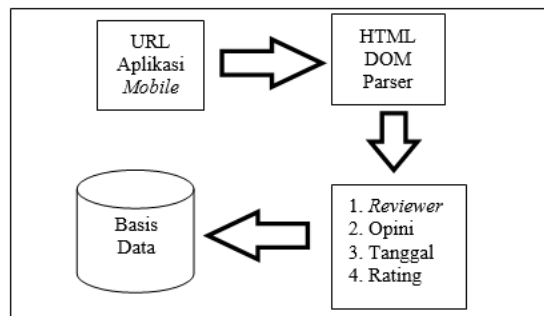 URL
Aplikasi
Mobile
HTML
DOM
Parser
1. Reviewer
2. Opini
3. Tanggal
4. Rating
Basis
Data